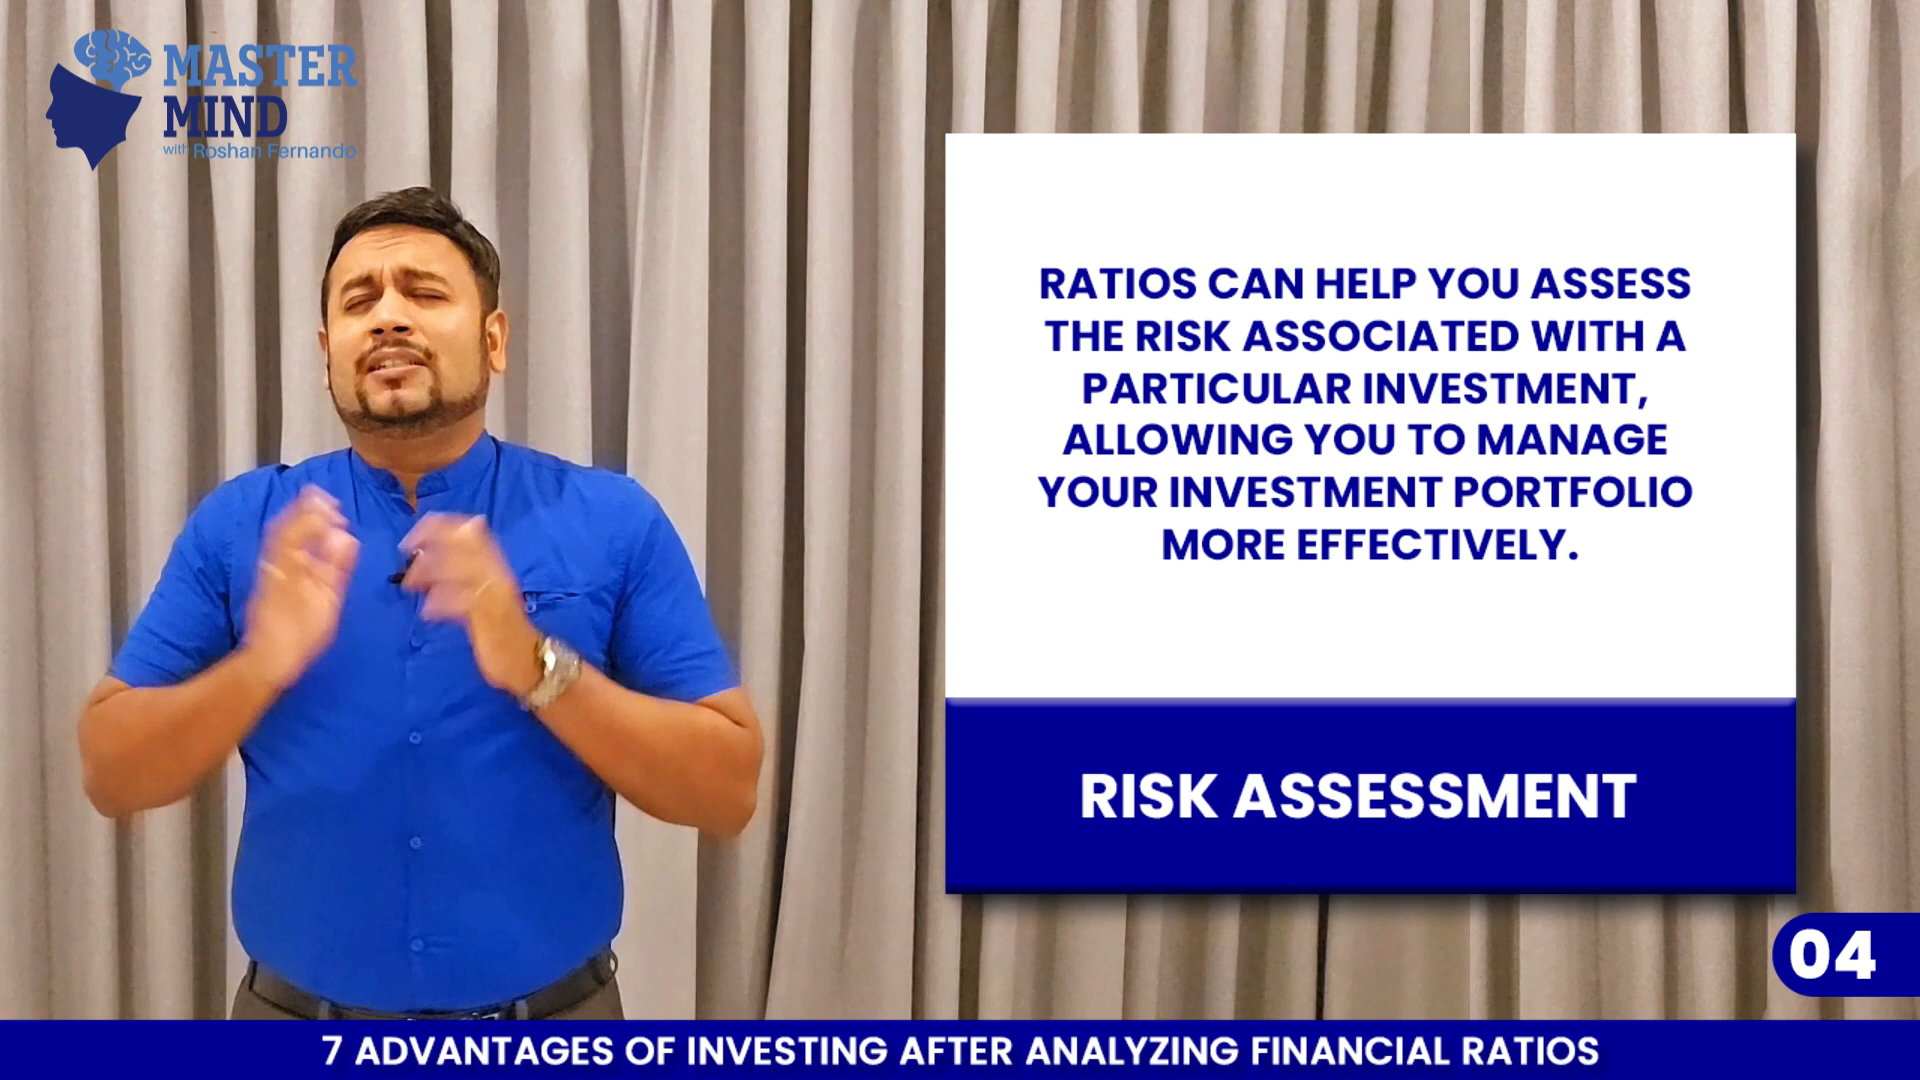 MASTER
MIND
with Roshan Fernando
RATIOS CAN HELP YOU ASSESS
THE RISK ASSOCIATED WITH A
PARTICULAR INVESTMENT,
ALLOWING YOU TO MANAGE
YOUR INVESTMENT PORTFOLIO
MORE EFFECTIVELY.
RISK ASSESSMENT
04
7 ADVANTAGES OF INVESTING AFTER ANALYZING FINANCIAL RATIOS